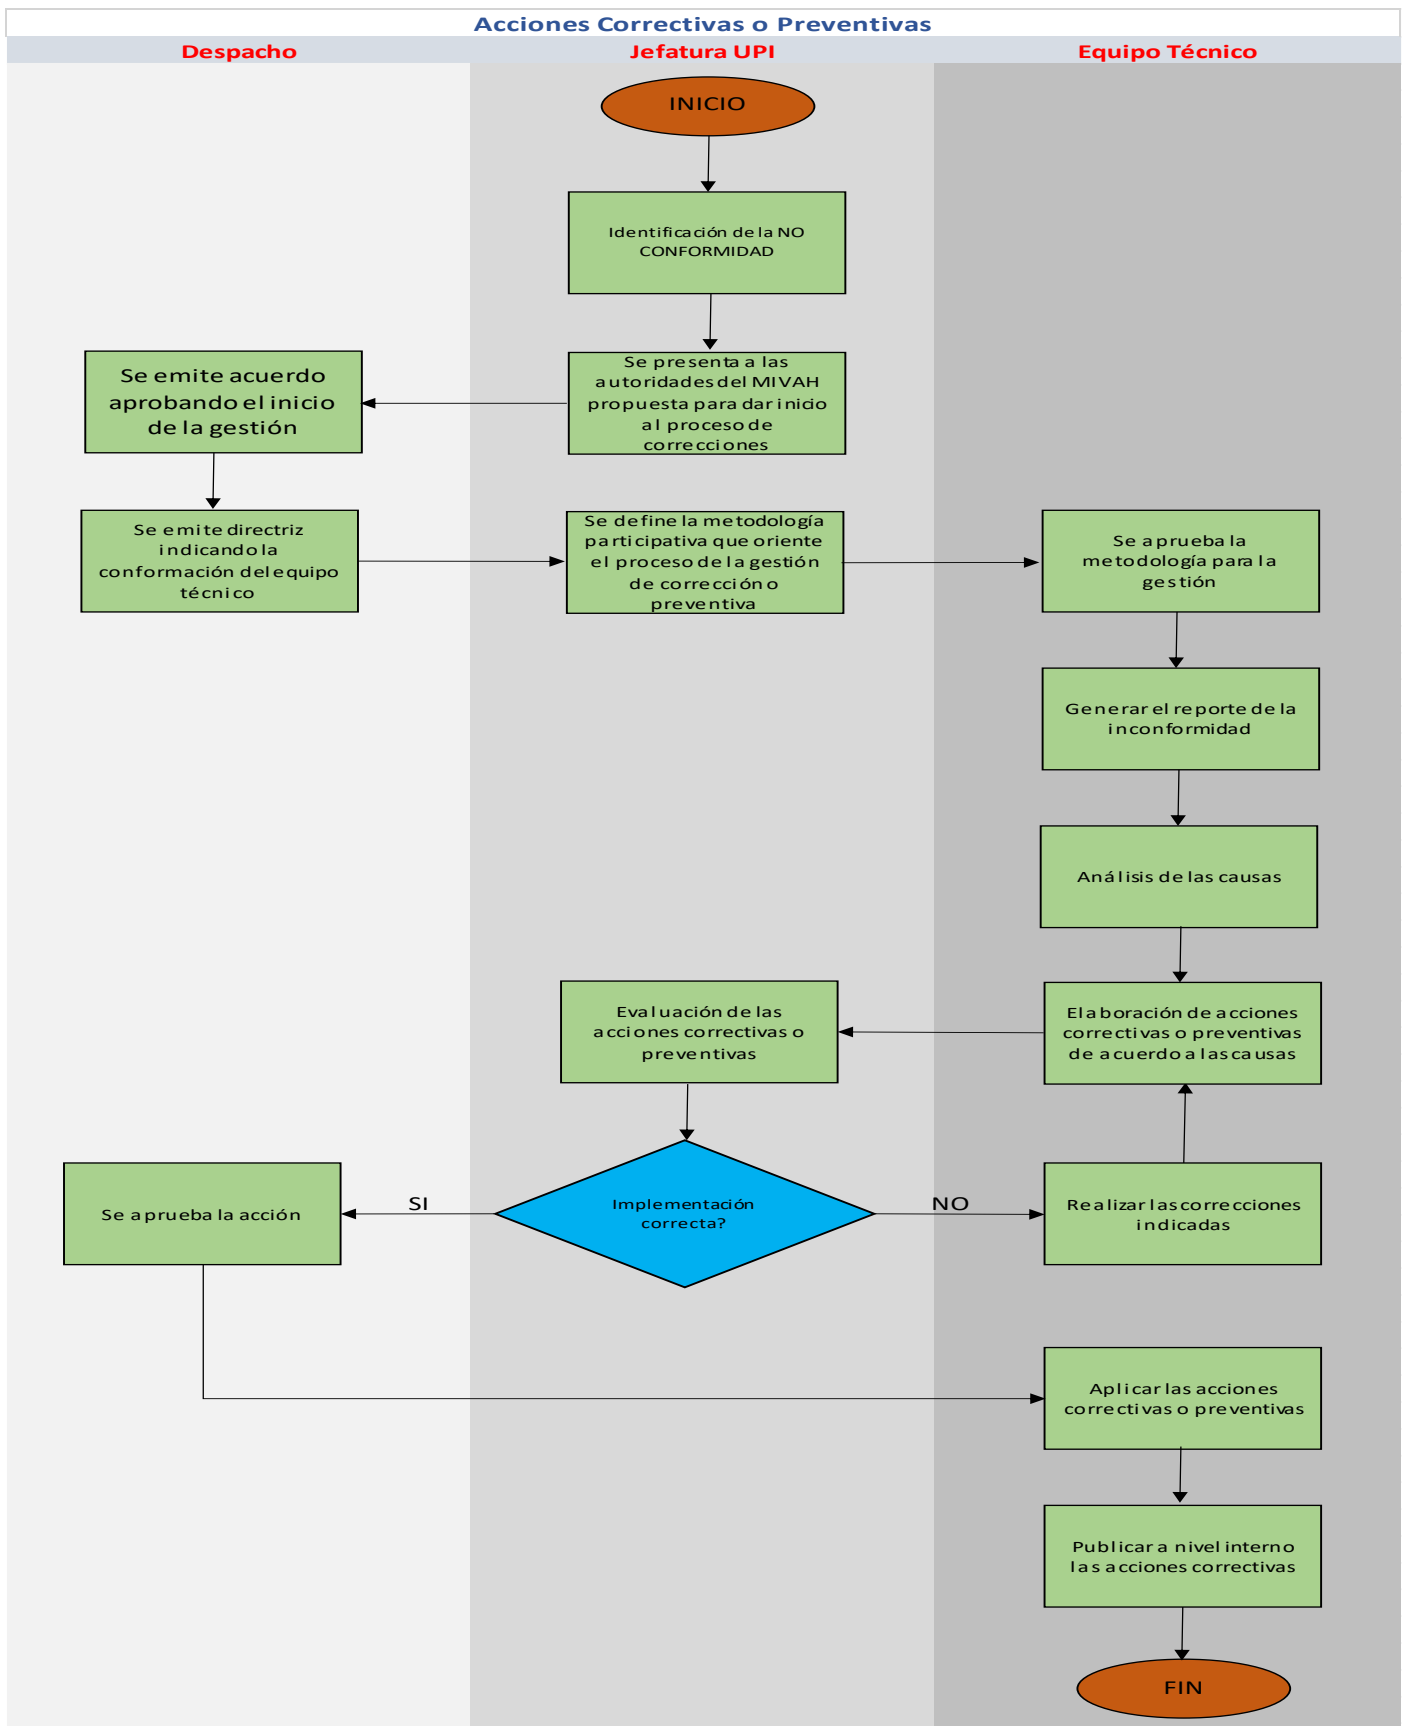 Acciones Correctivas o Preventivas
Despacho
Jefatura UPI
Equipo Técnico
INICIO
Identificación de la NO
CONFORMIDAD
Se presenta a las
autoridades del MIVAH
propuesta para dar inicio
al proceso de
correcciones
Se emite acuerdo
aprobando el inicio
de la gestión
Se emite directriz
indicando la
conformación del equipo
técnico
Se define la metodología
participativa que oriente
el proceso de la gestión
de corrección o
preventiva
Se aprueba la
metodología para la
gestión
Generar el reporte de la
inconformidad
Análisis de las causas
Elaboración de acciones
correctivas o preventivas
de acuerdo a las causas
Evaluación de las
acciones correctivas o
preventivas
Implementación
correcta?
SI
NO
Se aprueba la acción
Realizar las correcciones
indicadas
Aplicar las acciones
correctivas o preventivas
Publicar a nivel interno
las acciones correctivas
FIN